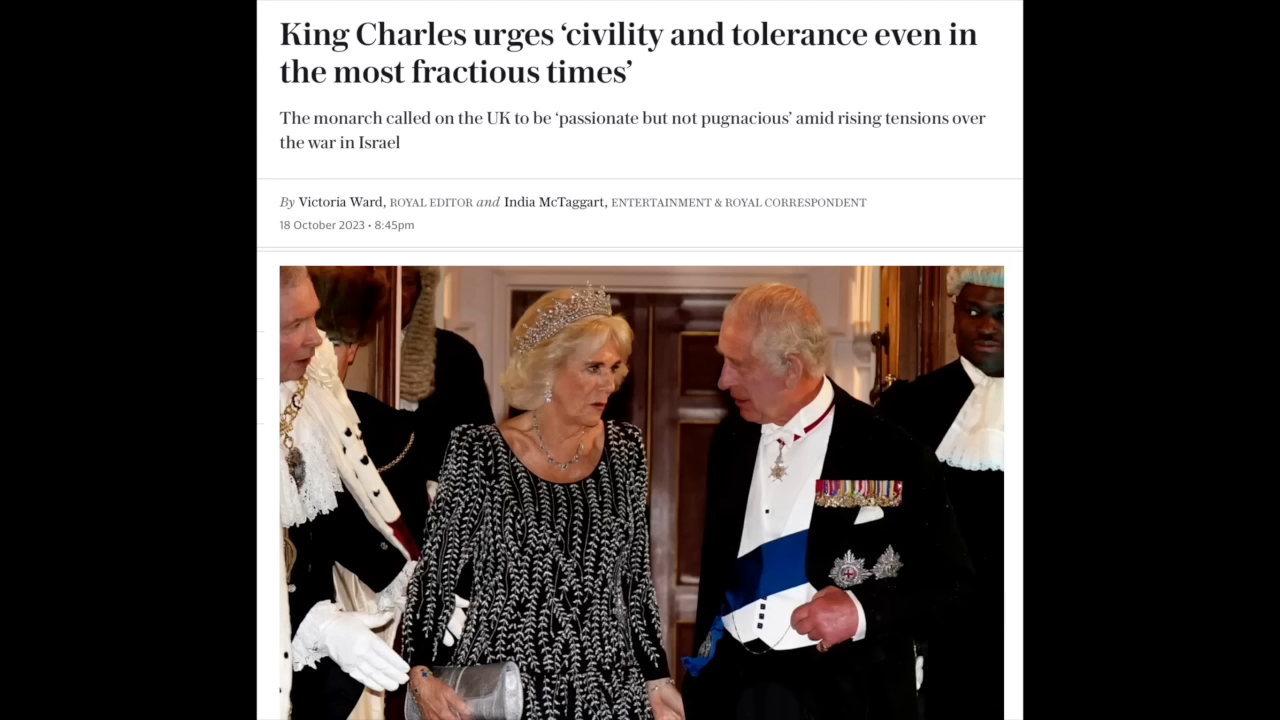 King Charles urges ‘civility and tolerance even in
the most fractious times’
The monarch called on the UK to be ‘passionate but not pugnacious’ amid rising tensions over
the war in Israel
By Victoria Ward, ROYAL EDITOR and India McTaggart, ENTERTAINMENT & ROYAL CORRESPONDENT
18 October 2023 • 8:45pm